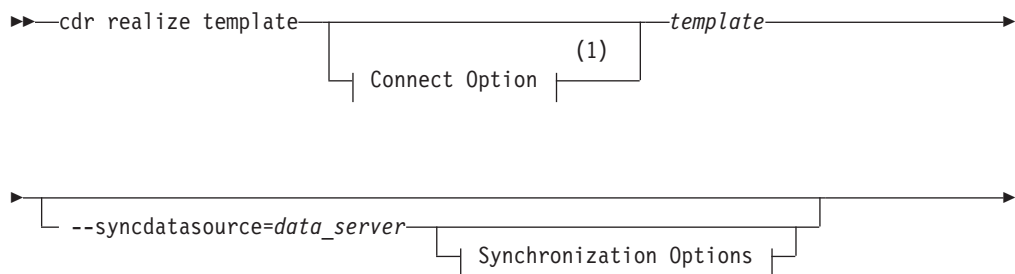 cdr realize template template
(1)
Connect Option
--syncdatasource=data_server
Synchronization Options